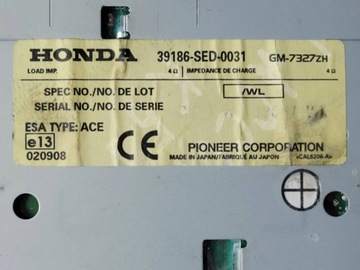 HONDA 39186-SED-0031 GM-7327ZH
LOAD IMP. 4Ω IMPEDANCE DE CHARGE 4Ω
SPEC NO./NO. DE LOT /WL
SERIAL NO./NO. DE SERIE
ESA TYPE: ACE
e13
020908
CE
PIONEER CORPORATION
MADE IN JAPAN/FABRIQUÉ AU JAPON <CAL6206-A>